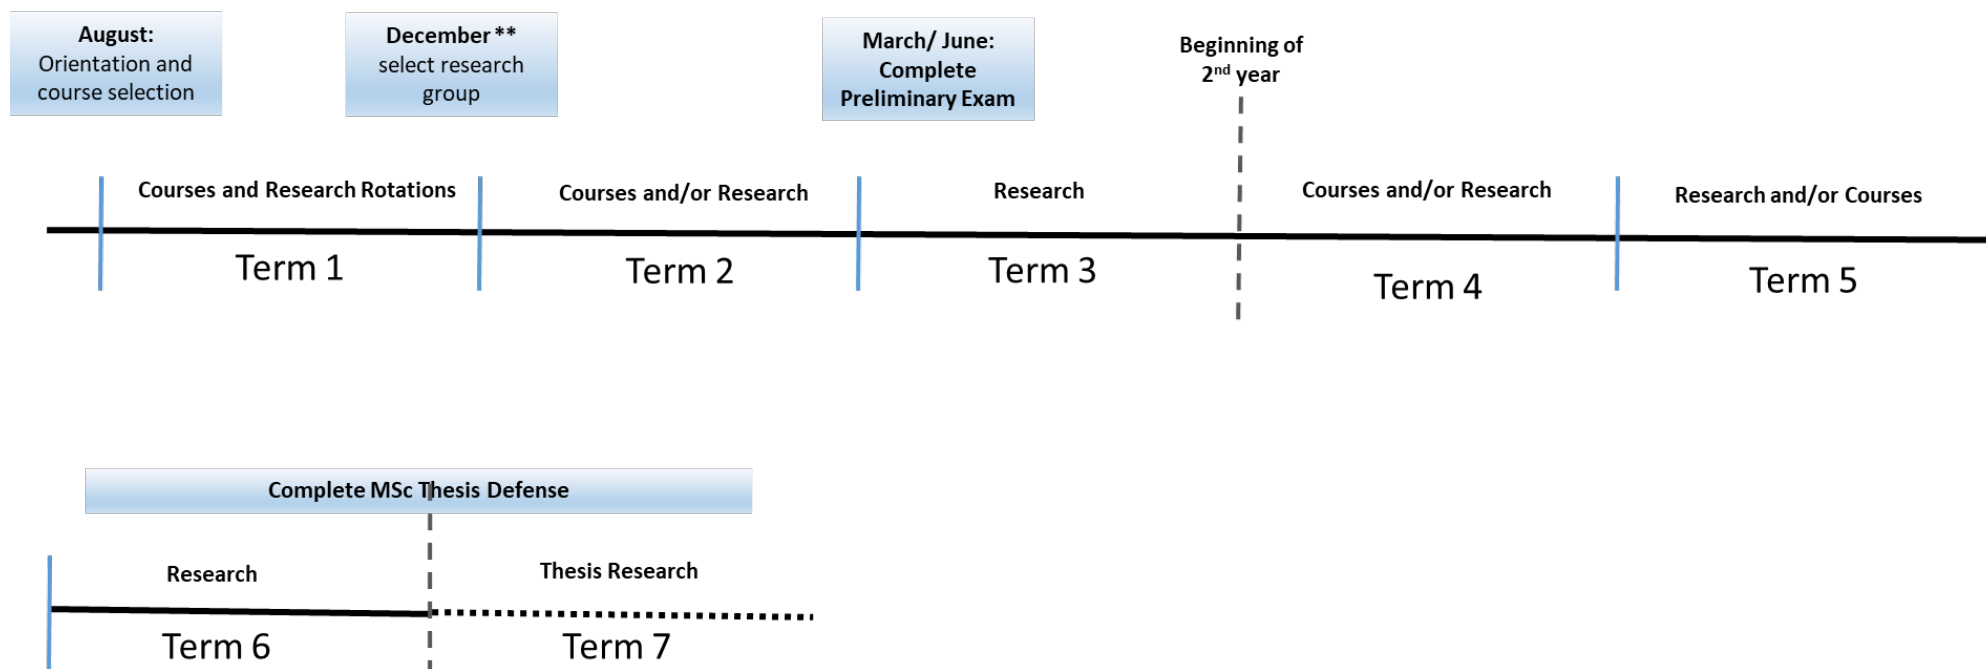 August:
Orientation and
course selection
December **
select research
group
March/ June:
Complete
Preliminary Exam
Beginning of
2nd year
Courses and Research Rotations
Courses and/or Research
Research
Courses and/or Research
Research and/or Courses
Term 1
Term 2
Term 3
Term 4
Term 5
Complete MSc Thesis Defense
Research
Thesis Research
Term 6
Term 7